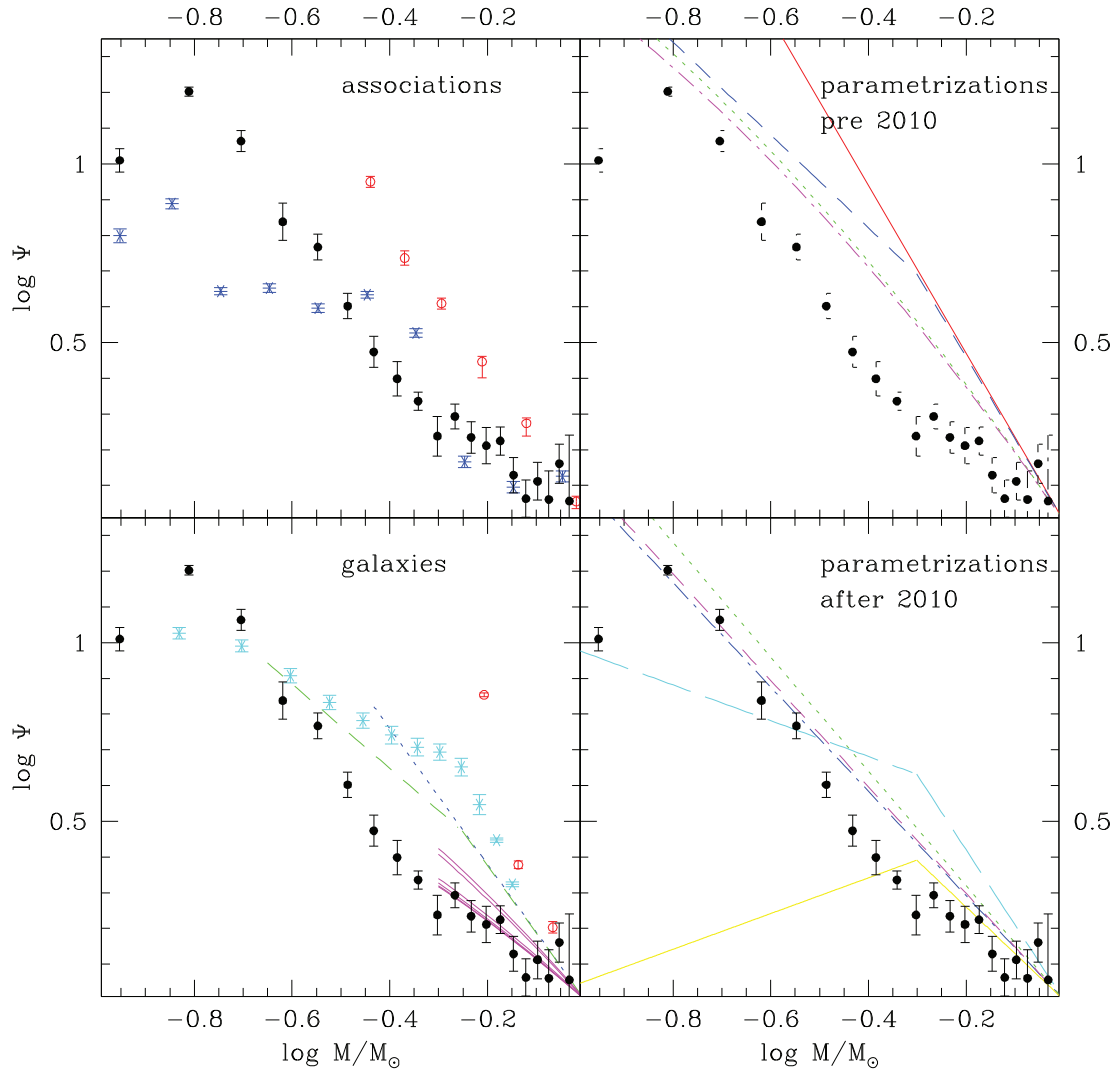 −0.8 −0.6 −0.4 −0.2 −0.8 −0.6 −0.4 −0.2
associations
parametrizations
pre 2010
1 1
log Ψ
0.5 0.5
galaxies
parametrizations
after 2010
1 1
log Ψ
0.5 0.5
−0.8 −0.6 −0.4 −0.2 −0.8 −0.6 −0.4 −0.2
log M/M⊙ log M/M⊙